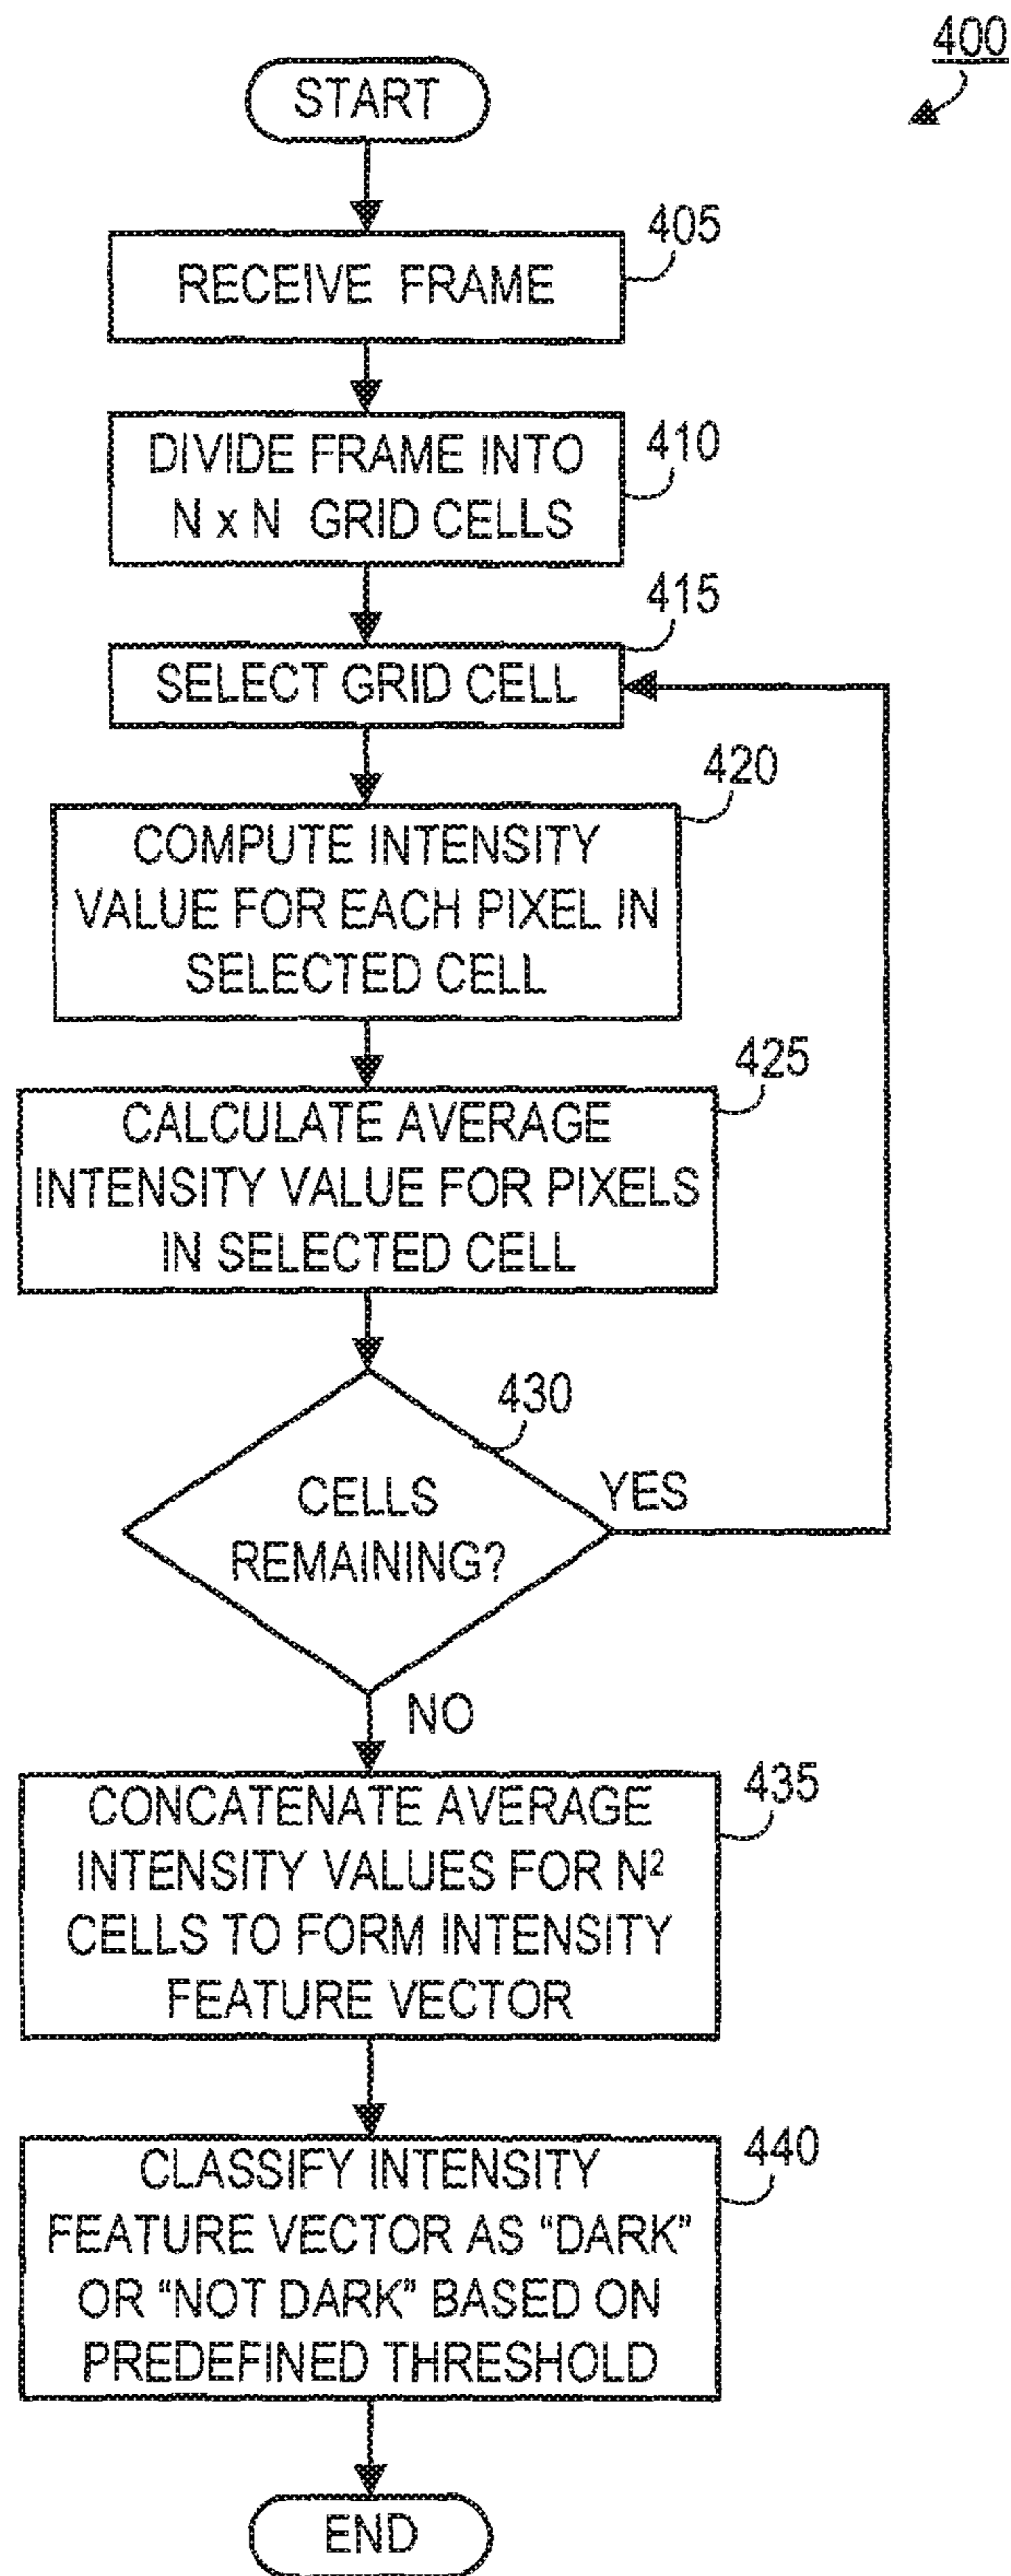 400
START
405
RECEIVE FRAME
410
DIVIDE FRAME INTO
N x N GRID CELLS
415
SELECT GRID CELL
420
COMPUTE INTENSITY
VALUE FOR EACH PIXEL IN
SELECTED CELL
425
CALCULATE AVERAGE
INTENSITY VALUE FOR PIXELS
IN SELECTED CELL
430
CELLS
REMAINING?
YES
NO
435
CONCATENATE AVERAGE
INTENSITY VALUES FOR N²
CELLS TO FORM INTENSITY
FEATURE VECTOR
440
CLASSIFY INTENSITY
FEATURE VECTOR AS “DARK”
OR “NOT DARK” BASED ON
PREDEFINED THRESHOLD
END